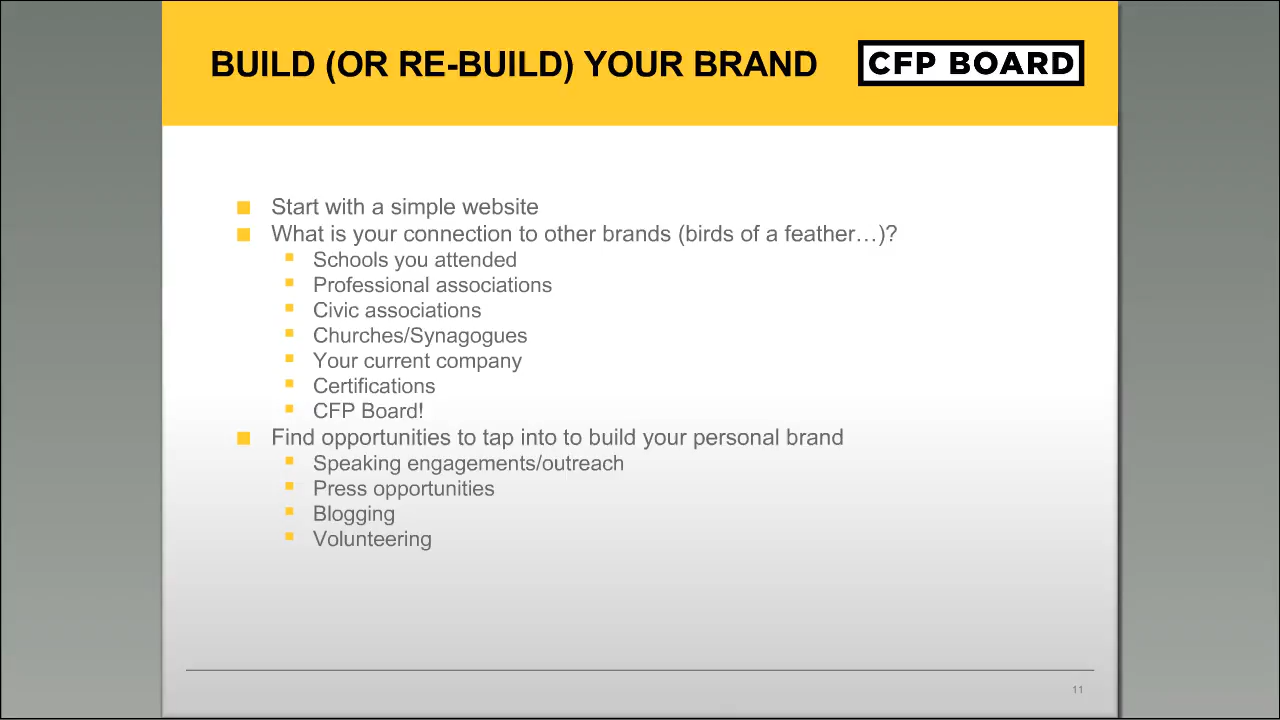 BUILD (OR RE-BUILD) YOUR BRAND
CFP BOARD
Start with a simple website
What is your connection to other brands (birds of a feather…)?
Schools you attended
Professional associations
Civic associations
Churches/Synagogues
Your current company
Certifications
CFP Board!
Find opportunities to tap into to build your personal brand
Speaking engagements/outreach
Press opportunities
Blogging
Volunteering
11